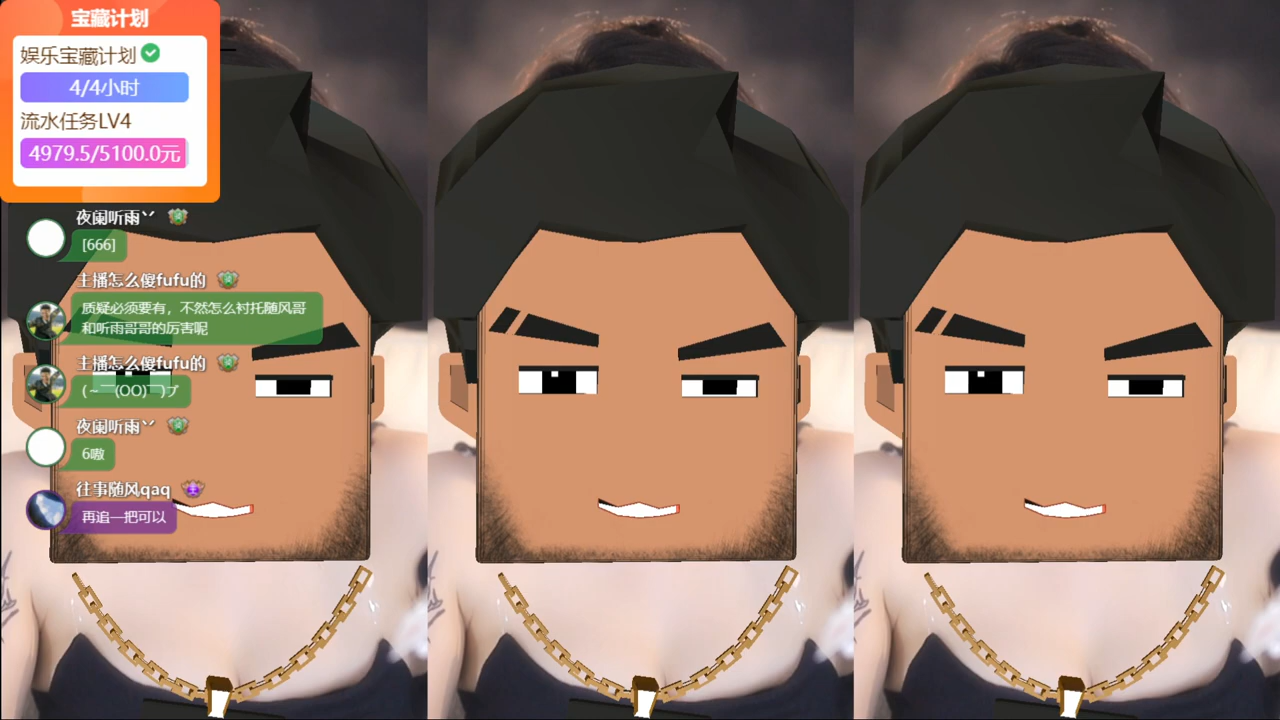 宝藏计划
娱乐宝藏计划
4/4小时
流水任务LV4
4979.5/5100.0元
夜阑听雨丷
[666]
主播怎么傻fufu的
质疑必须要有，不然怎么衬托随风哥
和听雨哥哥的厉害呢
主播怎么傻fufu的
(～￣(OO)￣)ブ
夜阑听雨丷
6嗷
往事随风qaq
再追一把可以